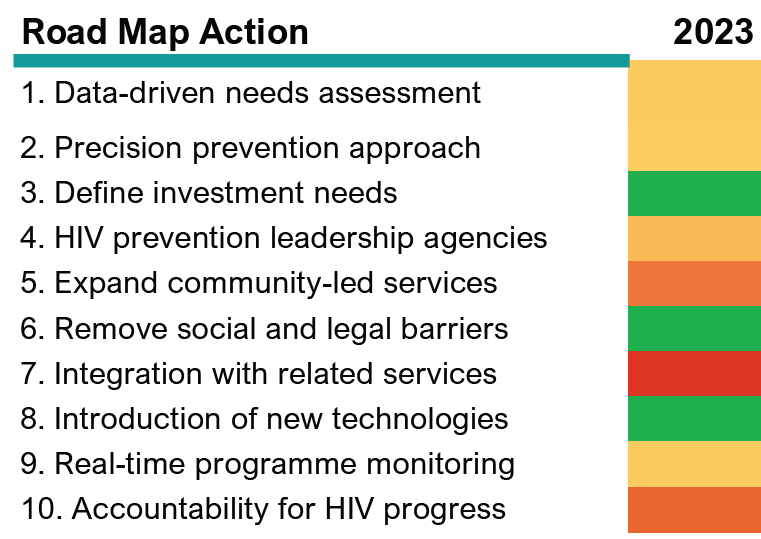 Road Map Action 2023
1. Data-driven needs assessment
2. Precision prevention approach
3. Define investment needs
4. HIV prevention leadership agencies
5. Expand community-led services
6. Remove social and legal barriers
7. Integration with related services
8. Introduction of new technologies
9. Real-time programme monitoring
10. Accountability for HIV progress